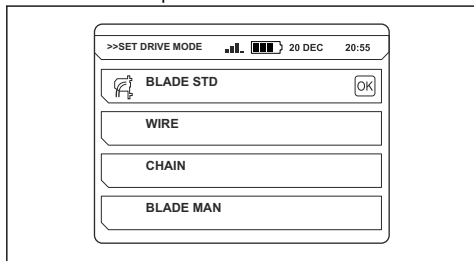 >>SET DRIVE MODE 20 DEC 20:55
BLADE STD OK
WIRE
CHAIN
BLADE MAN